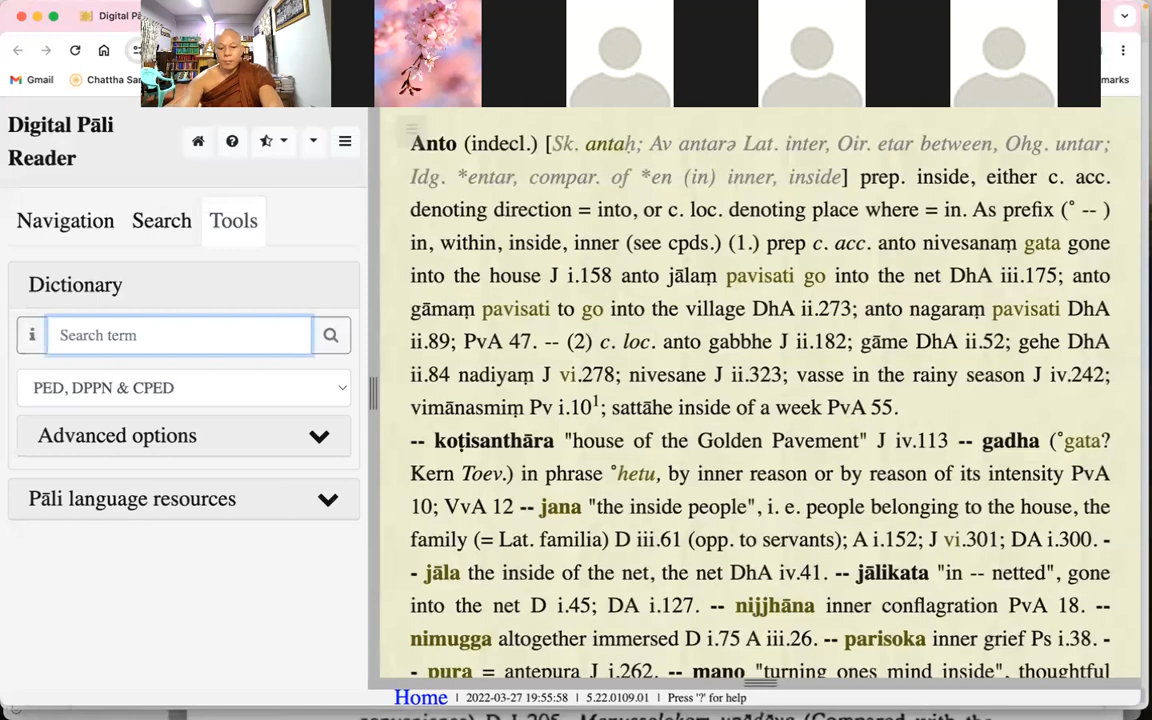 Digital Pā
Gmail
Chattha Sar
marks
Digital Pāli
Reader
Navigation Search Tools
Dictionary
Search term
PED, DPPN & CPED
Advanced options
Pāli language resources
Anto (indecl.) [Sk. antaḥ; Av antarə Lat. inter, Oir. etar between, Ohg. untar;
Idg. *entar, compar. of *en (in) inner, inside] prep. inside, either c. acc.
denoting direction = into, or c. loc. denoting place where = in. As prefix (˚ -- )
in, within, inside, inner (see cpds.) (1.) prep c. acc. anto nivesanaṃ gata gone
into the house J i.158 anto jālaṃ pavisati go into the net DhA iii.175; anto
gāmaṃ pavisati to go into the village DhA ii.273; anto nagaraṃ pavisati DhA
ii.89; PvA 47. -- (2) c. loc. anto gabbhe J ii.182; gāme DhA ii.52; gehe DhA
ii.84 nadiyaṃ J vi.278; nivesane J ii.323; vasse in the rainy season J iv.242;
vimānasmiṃ Pv i.10¹; sattāhe inside of a week PvA 55.
-- koṭisanthāra "house of the Golden Pavement" J iv.113 -- gadha (˚gata?
Kern Toev.) in phrase ˚hetu, by inner reason or by reason of its intensity PvA
10; VvA 12 -- jana "the inside people", i. e. people belonging to the house, the
family (= Lat. familia) D iii.61 (opp. to servants); A i.152; J vi.301; DA i.300. -
- jāla the inside of the net, the net DhA iv.41. -- jālikata "in -- netted", gone
into the net D i.45; DA i.127. -- nijjhāna inner conflagration PvA 18. --
nimugga altogether immersed D i.75 A iii.26. -- parisoka inner grief Ps i.38. -
- pura = antepura J i.262. -- mano "turning ones mind inside", thoughtful
Home | 2022-03-27 19:55:58 | 5.22.0109.01 | Press '?' for help